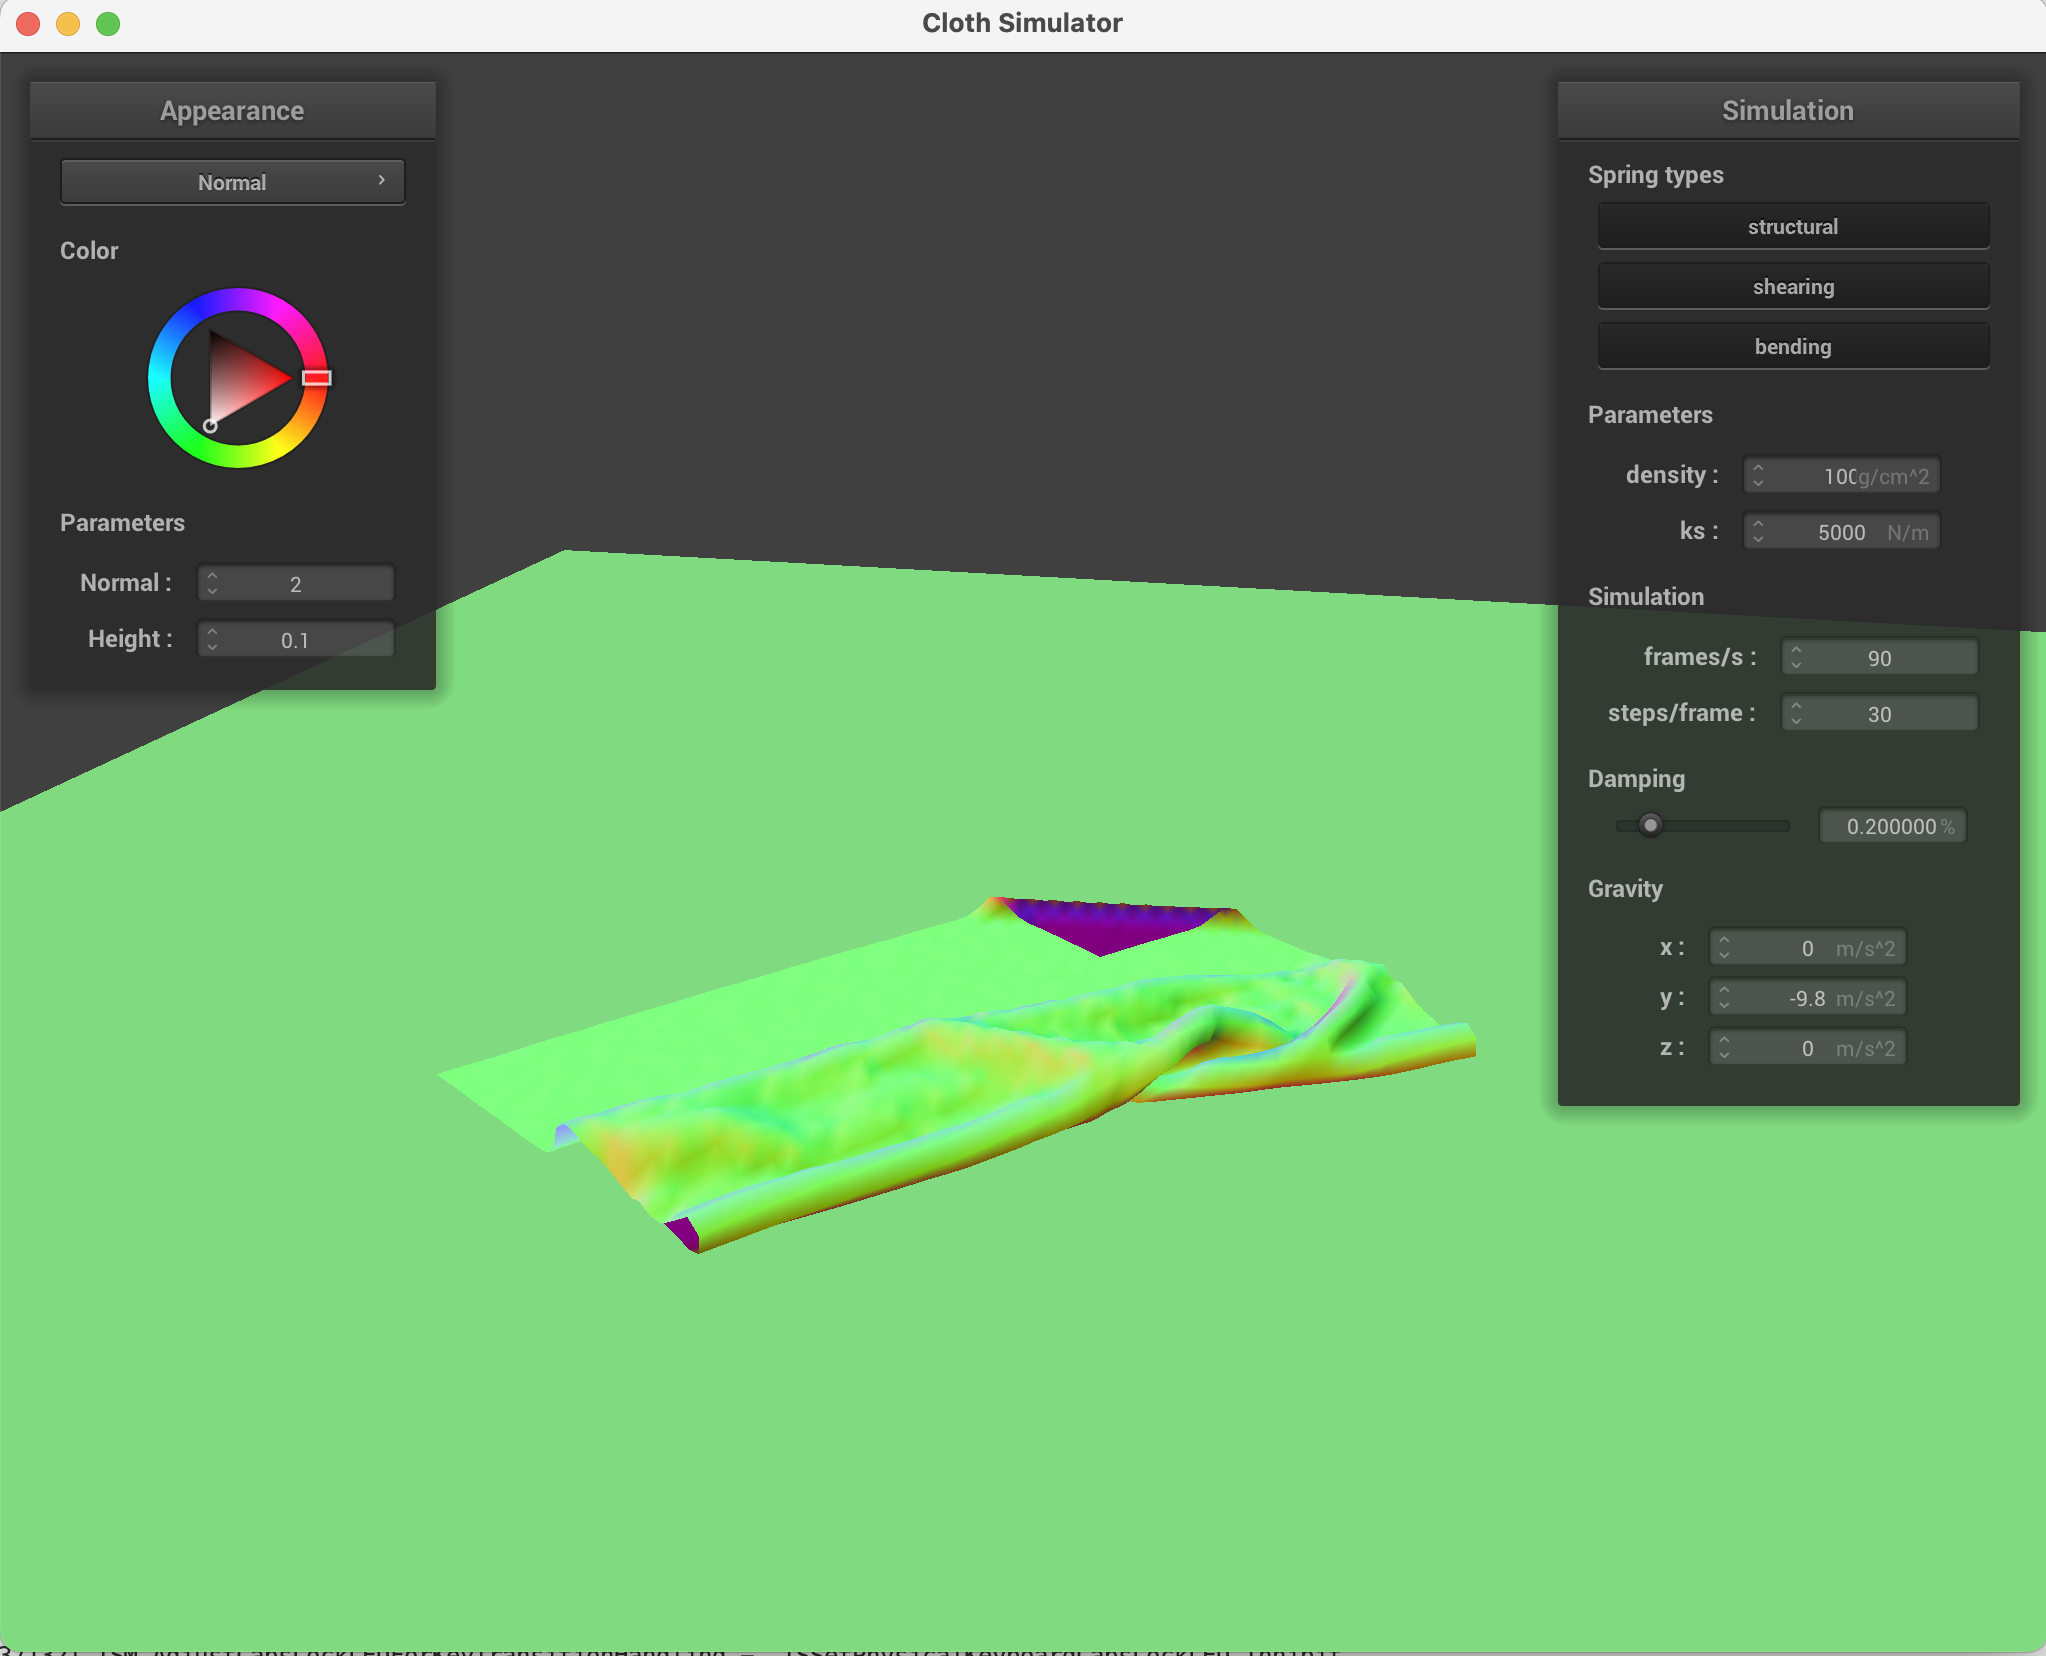 Cloth Simulator
Appearance
Normal
Color
Parameters
Normal : 2
Height : 0.1
Simulation
Spring types
structural
shearing
bending
Parameters
density : 100 g/cm^2
ks : 5000 N/m
Simulation
frames/s : 90
steps/frame : 30
Damping
0.200000 %
Gravity
x : 0 m/s^2
y : -9.8 m/s^2
z : 0 m/s^2